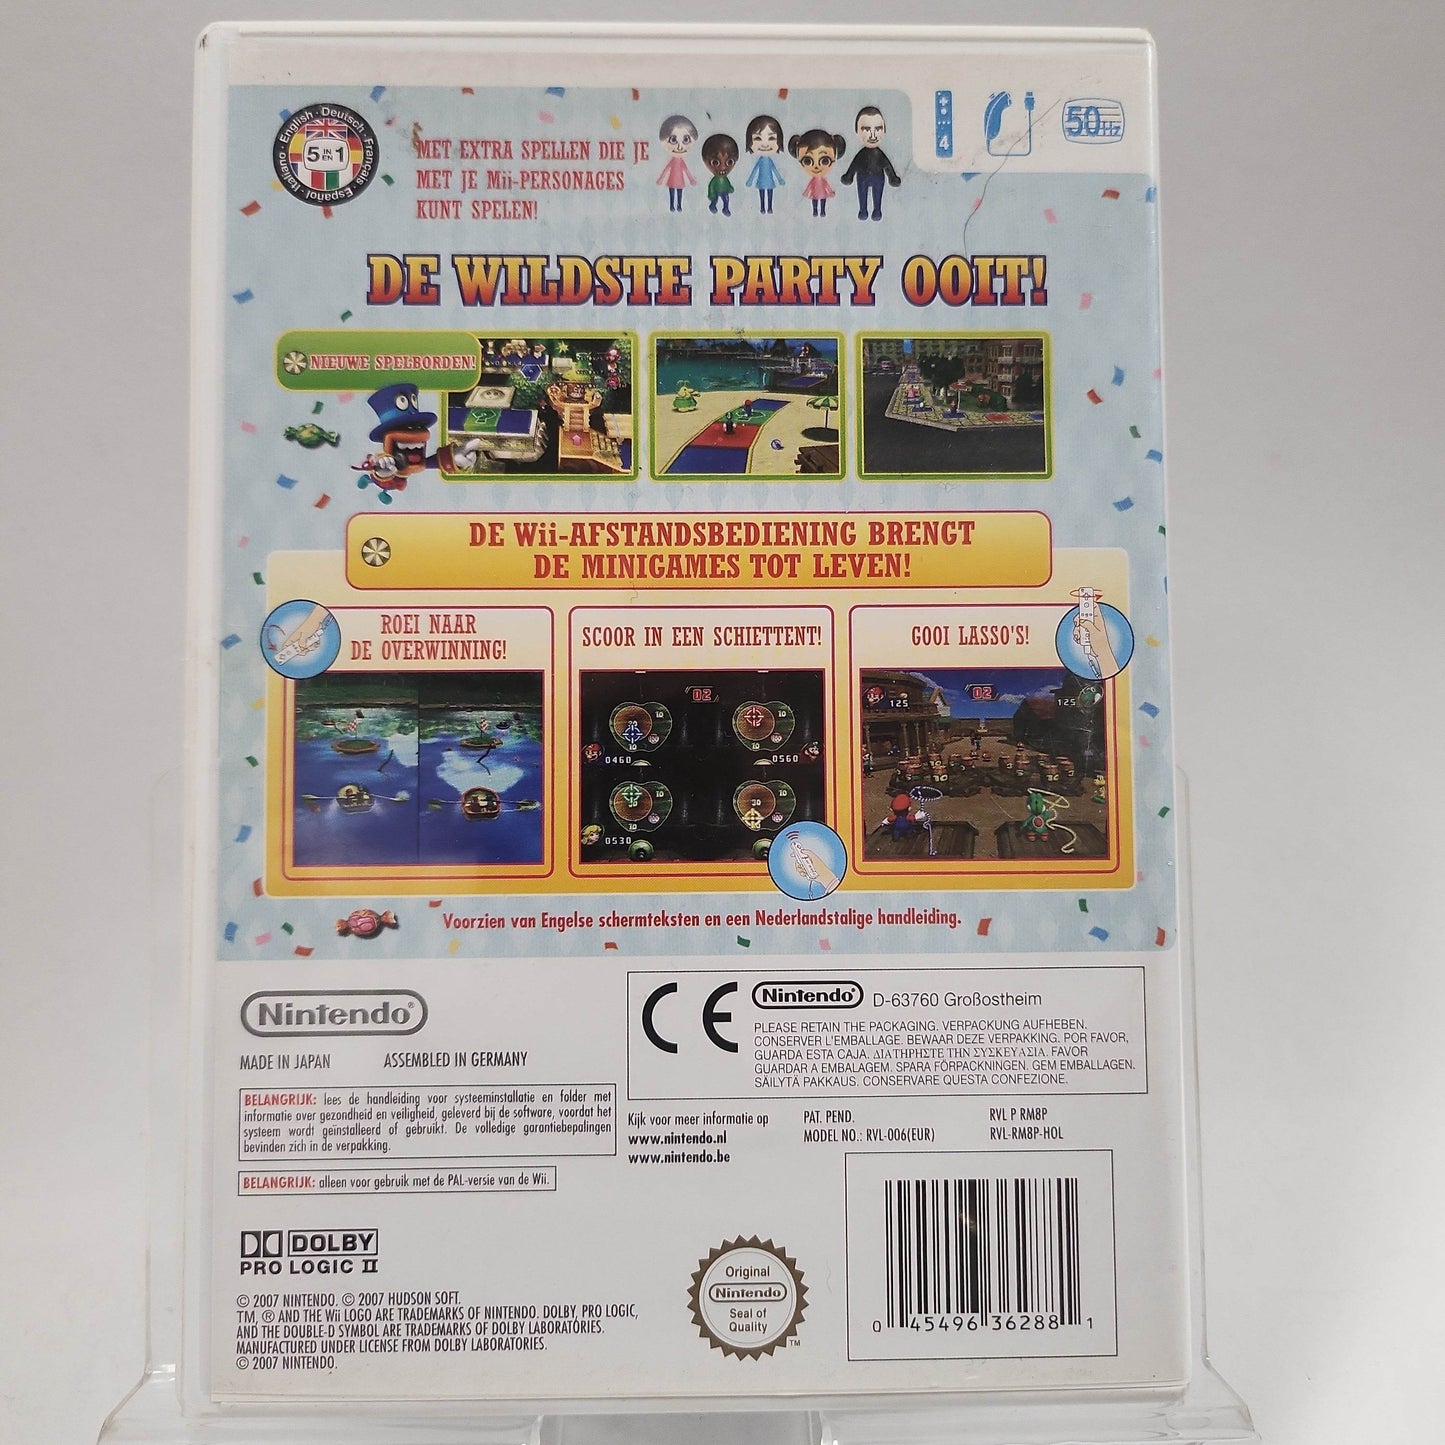 English · Deutsch · Français · Español · Italiano
5 IN EN 1
MET EXTRA SPELLEN DIE JE
MET JE Mii-PERSONAGES
KUNT SPELEN!
4
50Hz
DE WILDSTE PARTY OOIT!
NIEUWE SPELBORDEN!
DE Wii-AFSTANDSBEDIENING BRENGT
DE MINIGAMES TOT LEVEN!
ROEI NAAR
DE OVERWINNING!
SCOOR IN EEN SCHIETTENT!
GOOI LASSO'S!
02
0460
0560
0530
02
125
125
Voorzien van Engelse schermteksten en een Nederlandstalige handleiding.
Nintendo®
MADE IN JAPAN ASSEMBLED IN GERMANY
BELANGRIJK: lees de handleiding voor systeeminstallatie en folder met
informatie over gezondheid en veiligheid, geleverd bij de software, voordat het
systeem wordt geïnstalleerd of gebruikt. De volledige garantiebepalingen
bevinden zich in de verpakking.
BELANGRIJK: alleen voor gebruik met de PAL-versie van de Wii.
CE
Nintendo® D-63760 Großostheim
PLEASE RETAIN THE PACKAGING. VERPACKUNG AUFHEBEN.
CONSERVER L'EMBALLAGE. BEWAAR DEZE VERPAKKING. POR FAVOR,
GUARDA ESTA CAJA. ΔΙΑΤΗΡΗΣΤΕ ΤΗΝ ΣΥΣΚΕΥΑΣΙΑ. FAVOR
GUARDAR A EMBALAGEM. SPARA FÖRPACKNINGEN. GEM EMBALLAGEN.
SÄILYTÄ PAKKAUS. CONSERVARE QUESTA CONFEZIONE.
Kijk voor meer informatie op
www.nintendo.nl
www.nintendo.be
PAT. PEND.
MODEL NO.: RVL-006(EUR)
RVL P RM8P
RVL-RM8P-HOL
DOLBY
PRO LOGIC II
© 2007 NINTENDO. © 2007 HUDSON SOFT.
TM, ® AND THE Wii LOGO ARE TRADEMARKS OF NINTENDO. DOLBY, PRO LOGIC,
AND THE DOUBLE-D SYMBOL ARE TRADEMARKS OF DOLBY LABORATORIES.
MANUFACTURED UNDER LICENSE FROM DOLBY LABORATORIES.
© 2007 NINTENDO.
Original
Nintendo
Seal of
Quality
TM
0 45496 36288 1